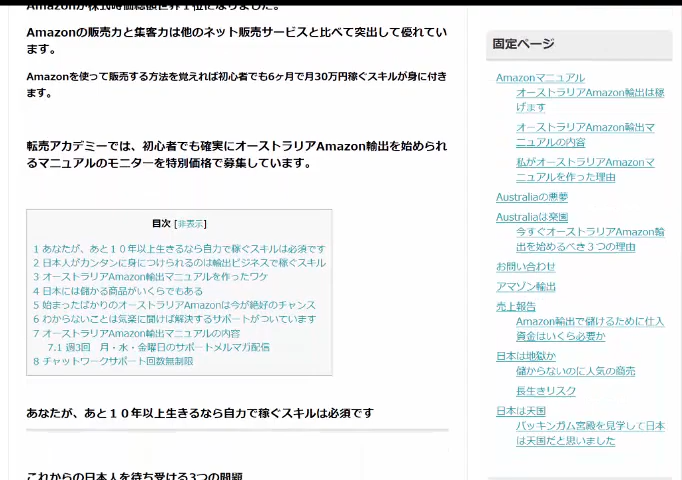 Amazonが株式時価総額世界１位になりました。
Amazonの販売力と集客力は他のネット販売サービスと比べて突出して優れてい
ます。
Amazonを使って販売する方法を覚えれば初心者でも6ヶ月で月30万円稼ぐスキルが身に付き
ます。
転売アカデミーでは、初心者でも確実にオーストラリアAmazon輸出を始められ
るマニュアルのモニターを特別価格で募集しています。
目次 [非表示]
1 あなたが、あと１０年以上生きるなら自力で稼ぐスキルは必須です
2 日本人がカンタンに身につけられるのは輸出ビジネスで稼ぐスキル
3 オーストラリアAmazon輸出マニュアルを作ったワケ
4 日本には儲かる商品がいくらでもある
5 始まったばかりのオーストラリアAmazonは今が絶好のチャンス
6 わからないことは気楽に聞けば解決するサポートがついています
7 オーストラリアAmazon輸出マニュアルの内容
7.1 週3回　月・水・金曜日のサポートメルマガ配信
8 チャットワークサポート回数無制限
あなたが、あと１０年以上生きるなら自力で稼ぐスキルは必須です
これからの日本人を待ち受ける3つの問題
固定ページ
Amazonマニュアル
オーストラリアAmazon輸出は稼
げます
オーストラリアAmazon輸出マ
ニュアルの内容
私がオーストラリアAmazonマ
ニュアルを作った理由
Australiaの悪夢
Australiaは楽園
今すぐオーストラリアAmazon輸
出を始めるべき３つの理由
お問い合わせ
アマゾン輸出
売上報告
Amazon輸出で儲けるために仕入
資金はいくら必要か
日本は地獄か
儲からないのに人気の商売
長生きリスク
日本は天国
バッキンガム宮殿を見学して日本
は天国だと思いました